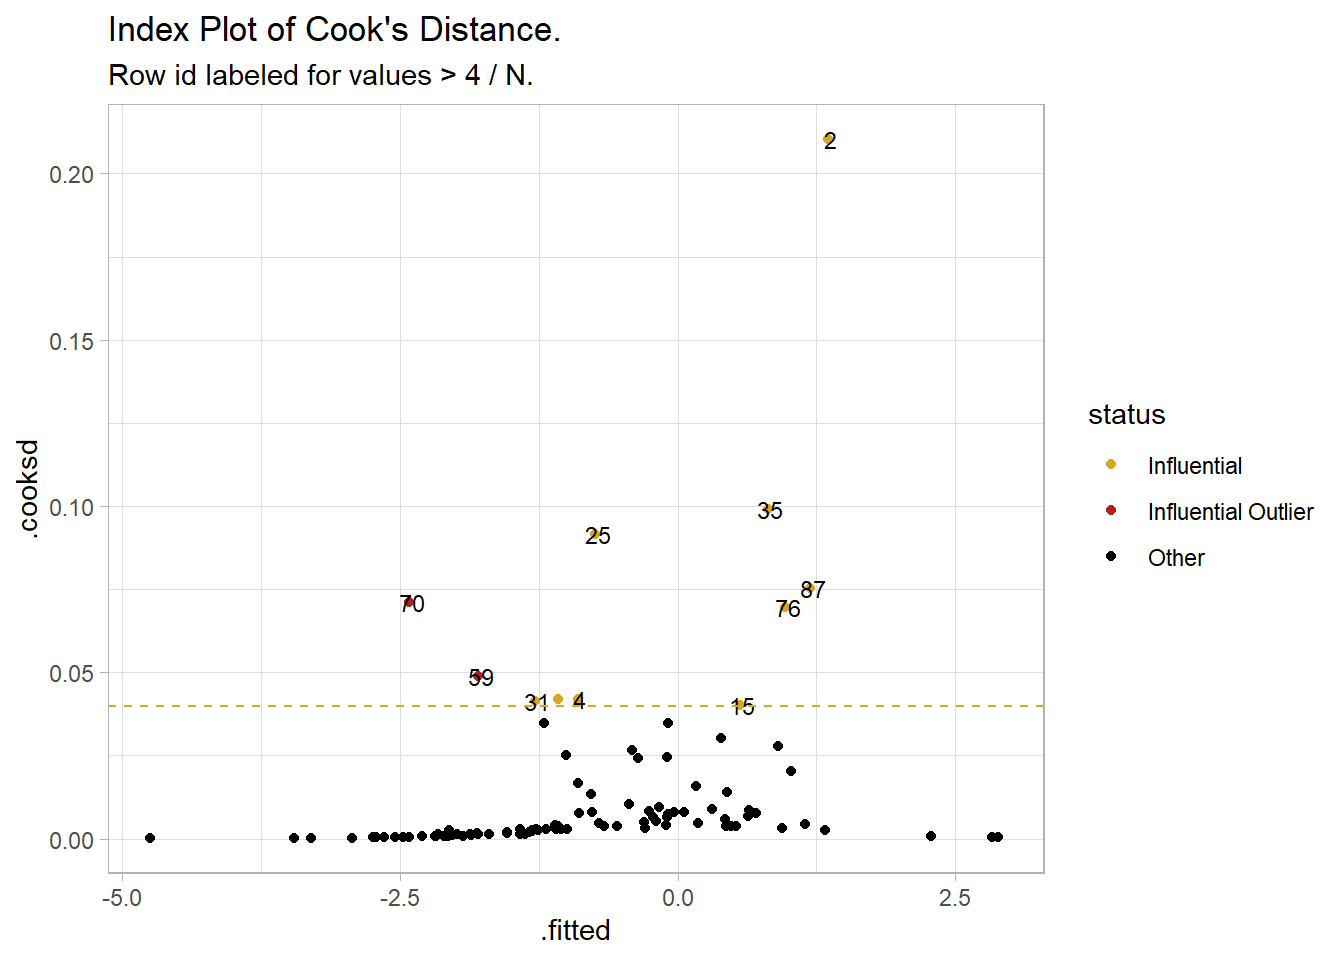 Index Plot of Cook's Distance.
Row id labeled for values > 4 / N.
2
0.20
0.15
.cooksd
0.10
35
25
87
76
70
0.05
59
31
4
15
0.00
-5.0
-2.5
0.0
2.5
.fitted
status
Influential
Influential Outlier
Other